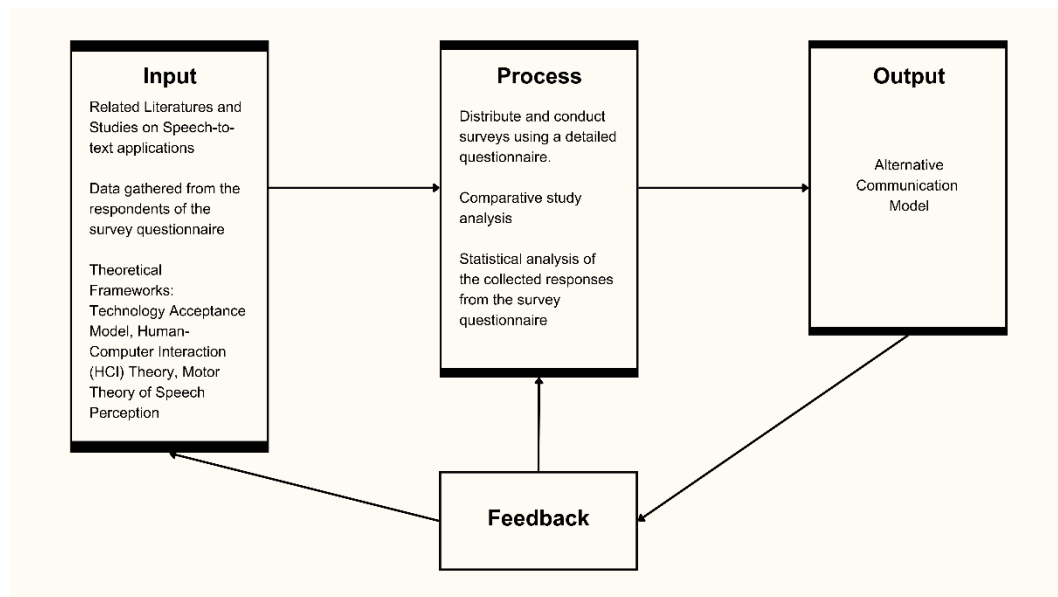 Input
Related Literatures and
Studies on Speech-to-
text applications
Data gathered from the
respondents of the
survey questionnaire
Theoretical
Frameworks:
Technology Acceptance
Model, Human-
Computer Interaction
(HCI) Theory, Motor
Theory of Speech
Perception
Process
Distribute and conduct
surveys using a detailed
questionnaire.
Comparative study
analysis
Statistical analysis of
the collected responses
from the survey
questionnaire
Output
Alternative
Communication
Model
Feedback